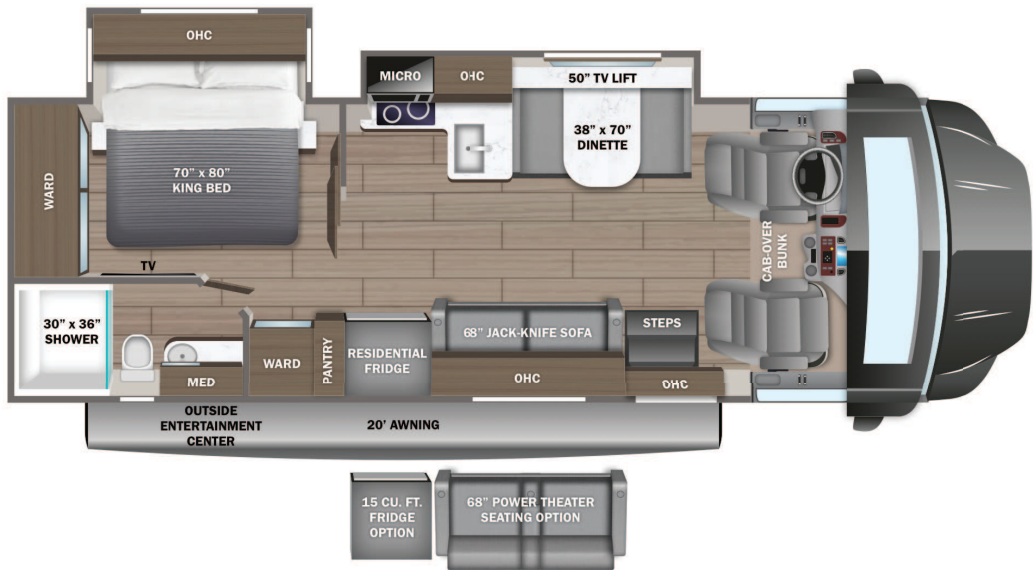 OHC
MICRO
OHC
50” TV LIFT
38” x 70”
DINETTE
WARD
70” x 80”
KING BED
TV
CAB-OVER
BUNK
30” x 36”
SHOWER
MED
WARD
PANTRY
RESIDENTIAL
FRIDGE
68” JACK-KNIFE SOFA
OHC
STEPS
OHC
OUTSIDE
ENTERTAINMENT
CENTER
20’ AWNING
15 CU. FT.
FRIDGE
OPTION
68” POWER THEATER
SEATING OPTION